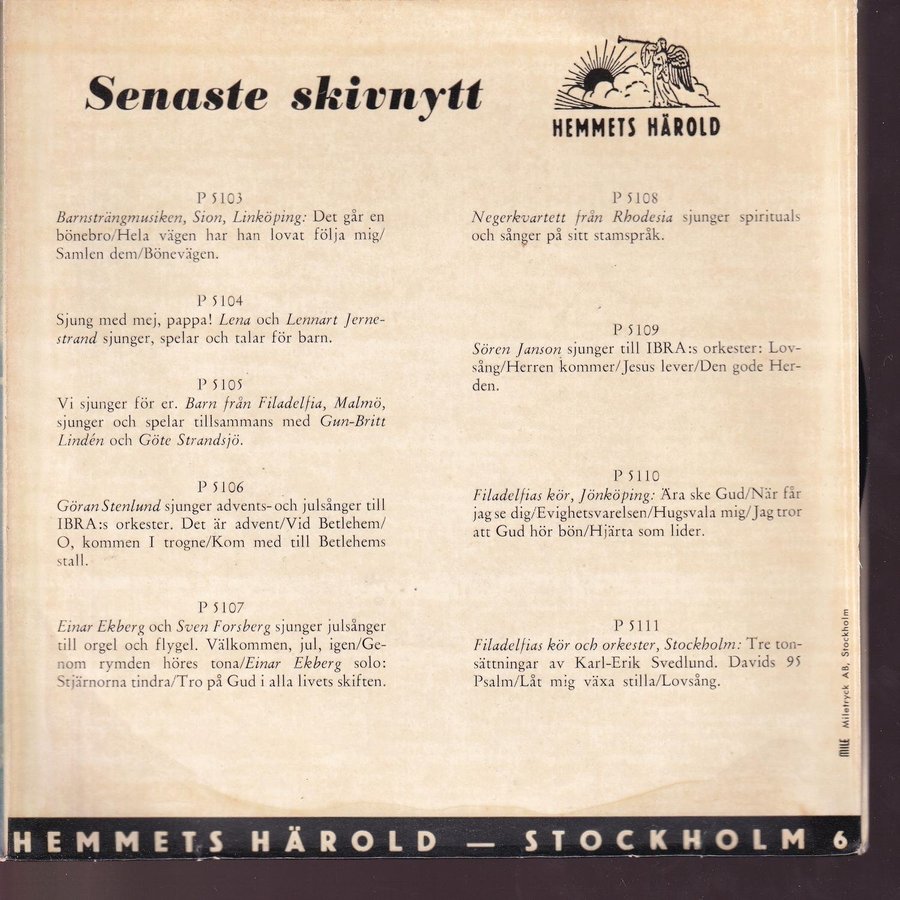 Senaste skivnytt
HEMMETS HÄROLD
P 5103
Barnsträngmusiken, Sion, Linköping: Det går en
bönebro/Hela vägen har han lovat följa mig/
Samlen dem/Bönevägen.
P 5104
Sjung med mej, pappa! Lena och Lennart Jerne-
strand sjunger, spelar och talar för barn.
P 5105
Vi sjunger för er. Barn från Filadelfia, Malmö,
sjunger och spelar tillsammans med Gun-Britt
Lindén och Göte Strandsjö.
P 5106
Göran Stenlund sjunger advents- och julsånger till
IBRA:s orkester. Det är advent/Vid Betlehem/
O, kommen I trogne/Kom med till Betlehems
stall.
P 5107
Einar Ekberg och Sven Forsberg sjunger julsånger
till orgel och flygel. Välkommen, jul, igen/Ge-
nom rymden höres tona/Einar Ekberg solo:
Stjärnorna tindra/Tro på Gud i alla livets skiften.
P 5108
Negerkvartett från Rhodesia sjunger spirituals
och sånger på sitt stamspråk.
P 5109
Sören Janson sjunger till IBRA:s orkester: Lov-
sång/Herren kommer/Jesus lever/Den gode Her-
den.
P 5110
Filadelfias kör, Jönköping: Ära ske Gud/När får
jag se dig/Evighetsvarelsen/Hugsvala mig/Jag tror
att Gud hör bön/Hjärta som lider.
P 5111
Filadelfias kör och orkester, Stockholm: Tre ton-
sättningar av Karl-Erik Svedlund. Davids 95
Psalm/Låt mig växa stilla/Lovsång.
MILE Miletryck AB, Stockholm
HEMMETS HÄROLD — STOCKHOLM 6